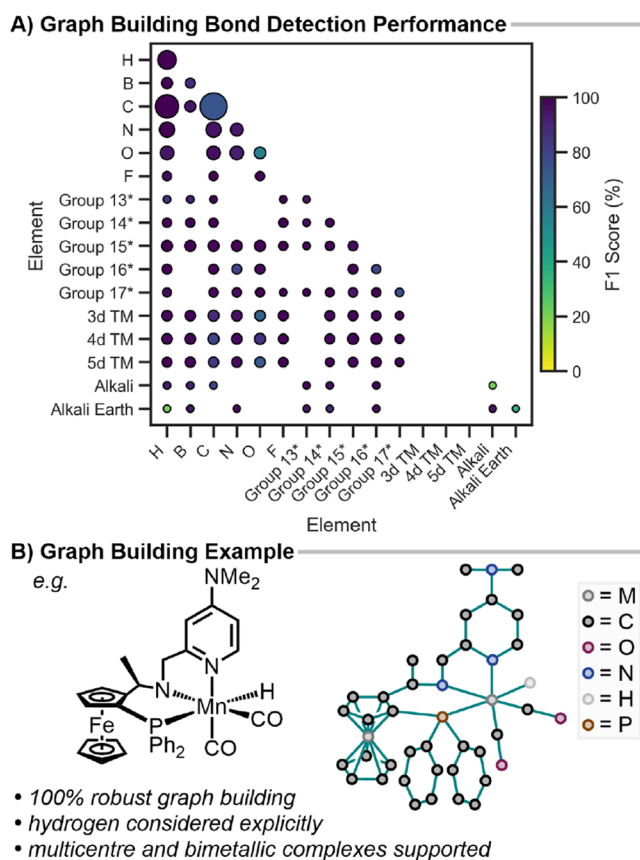 A) Graph Building Bond Detection Performance
H
B
C
N
O
F
Group 13*
Group 14*
Group 15*
Group 16*
Group 17*
3d TM
4d TM
5d TM
Alkali
Alkali Earth
Element
H
B
C
N
O
F
Group 13*
Group 14*
Group 15*
Group 16*
Group 17*
3d TM
4d TM
5d TM
Alkali
Alkali Earth
Element
100
80
60
40
20
0
F1 Score (%)
B) Graph Building Example
e.g.
NMe2
N
N
H
Mn
Fe
P
CO
Ph2
CO
= M
= C
= O
= N
= H
= P
• 100% robust graph building
• hydrogen considered explicitly
• multicentre and bimetallic complexes supported